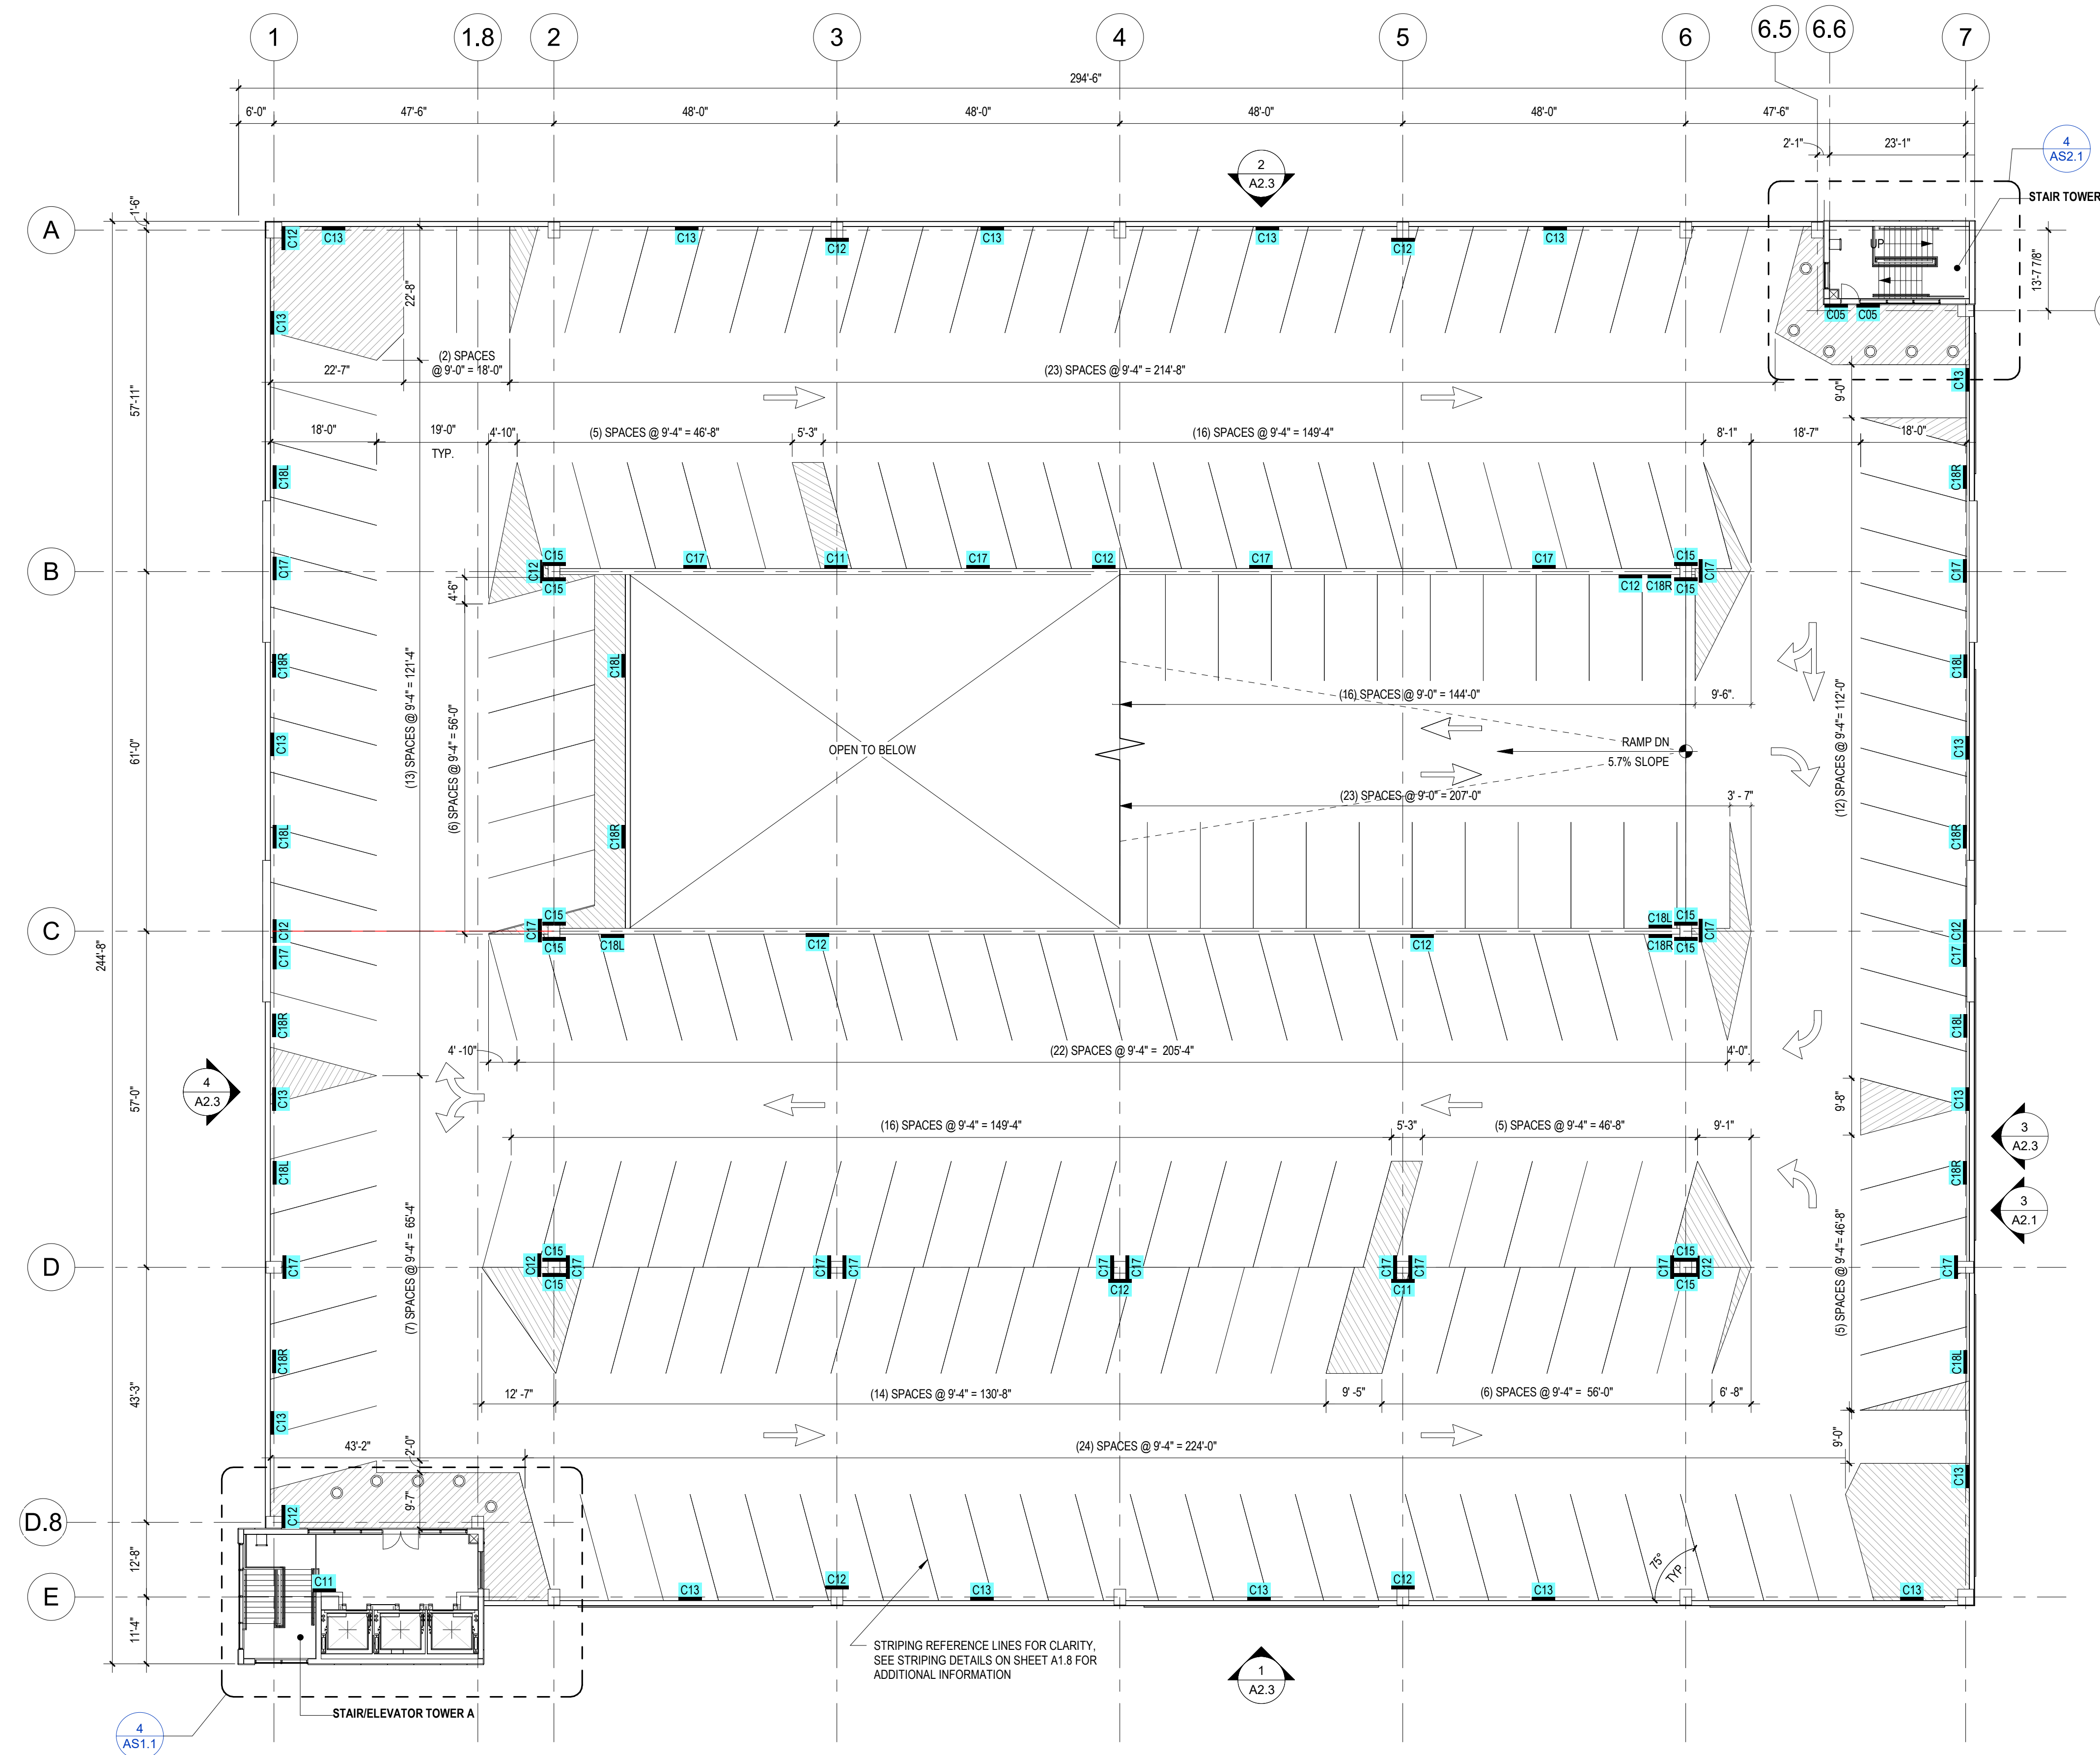 1 1.8 2 3 4 5 6 6.5 6.6 7
294'-6"
6'-0" 47'-6" 48'-0" 48'-0" 48'-0" 48'-0" 47'-6"
2'-1" 23'-1"
4
AS2.1
2
A2.3
STAIR TOWER
1'-6"
A
C12 C13 C13 C12 C13 C13 C12 C13
UP
13'-7 7/8"
22'-8"
C13
C05 C05
(2) SPACES
@ 9'-0" = 18'-0"
22'-7"
(23) SPACES @ 9'-4" = 214'-8"
57'-11"
C13
9'-0"
18'-0" 19'-0" 4'-10" (5) SPACES @ 9'-4" = 46'-8" 5'-3" (16) SPACES @ 9'-4" = 149'-4" 8'-1" 18'-7" 18'-0"
TYP.
C18L
C18R
B
C17 C12 C15 C17 C11 C17 C12 C17 C17 C15 C17 C17
C15 C12 C18R C15
4'-6"
C18R C18L C18L
(13) SPACES @ 9'-4" = 121'-4"
(6) SPACES @ 9'-4" = 56'-0"
(16) SPACES @ 9'-0" = 144'-0" 9'-6".
(12) SPACES @ 9'-4"= 112'-0"
61'-0"
C13
OPEN TO BELOW
RAMP DN
5.7% SLOPE
C13
(23) SPACES @ 9'-0" = 207'-0" 3' - 7"
C18L C18R C18R
C
C12 C17 C15 C18L C15 C17 C12
C17 C15 C18L C12 C12 C18R C15 C17
244'-8"
C18R C18L
4' -10" (22) SPACES @ 9'-4" = 205'-4" 4'-0".
4
A2.3
57'-0"
C13 C13
9'-8"
(16) SPACES @ 9'-4" = 149'-4" 5'-3" (5) SPACES @ 9'-4" = 46'-8" 9'-1"
3
A2.3
C18L C18R
3
A2.1
(7) SPACES @ 9'-4" = 65'-4"
(5) SPACES @ 9'-4"= 46'-8"
D
C17 C12 C15 C17 C17 C17 C17 C17 C17 C17 C17 C15 C12 C17
C15 C12 C11 C15
C18R C18L
12' -7" (14) SPACES @ 9'-4" = 130'-8" 9' -5" (6) SPACES @ 9'-4" = 56'-0" 6' -8"
43'-3"
C13
43'-2" 2'-0" (24) SPACES @ 9'-4" = 224'-0" 9'-0"
C13
9'-7"
D.8
C12
12'-8"
75°
TYP.
E
C11 C13 C12 C13 C13 C12 C13 C13
11'-4"
STRIPING REFERENCE LINES FOR CLARITY,
SEE STRIPING DETAILS ON SHEET A1.8 FOR
ADDITIONAL INFORMATION
1
A2.3
STAIR/ELEVATOR TOWER A
4
AS1.1